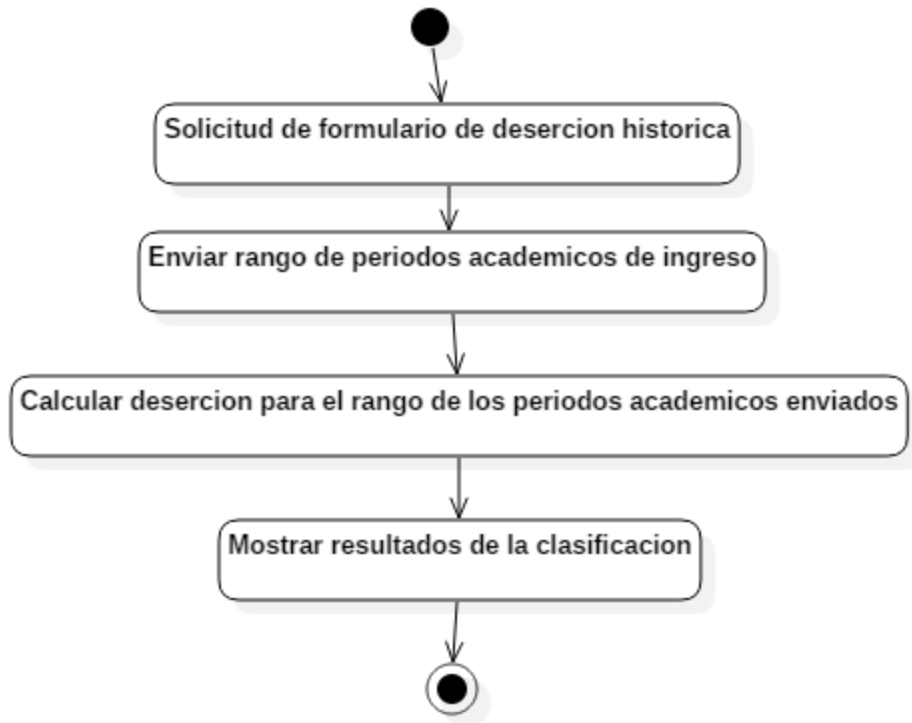 Solicitud de formulario de desercion historica
Enviar rango de periodos academicos de ingreso
Calcular desercion para el rango de los periodos academicos enviados
Mostrar resultados de la clasificacion